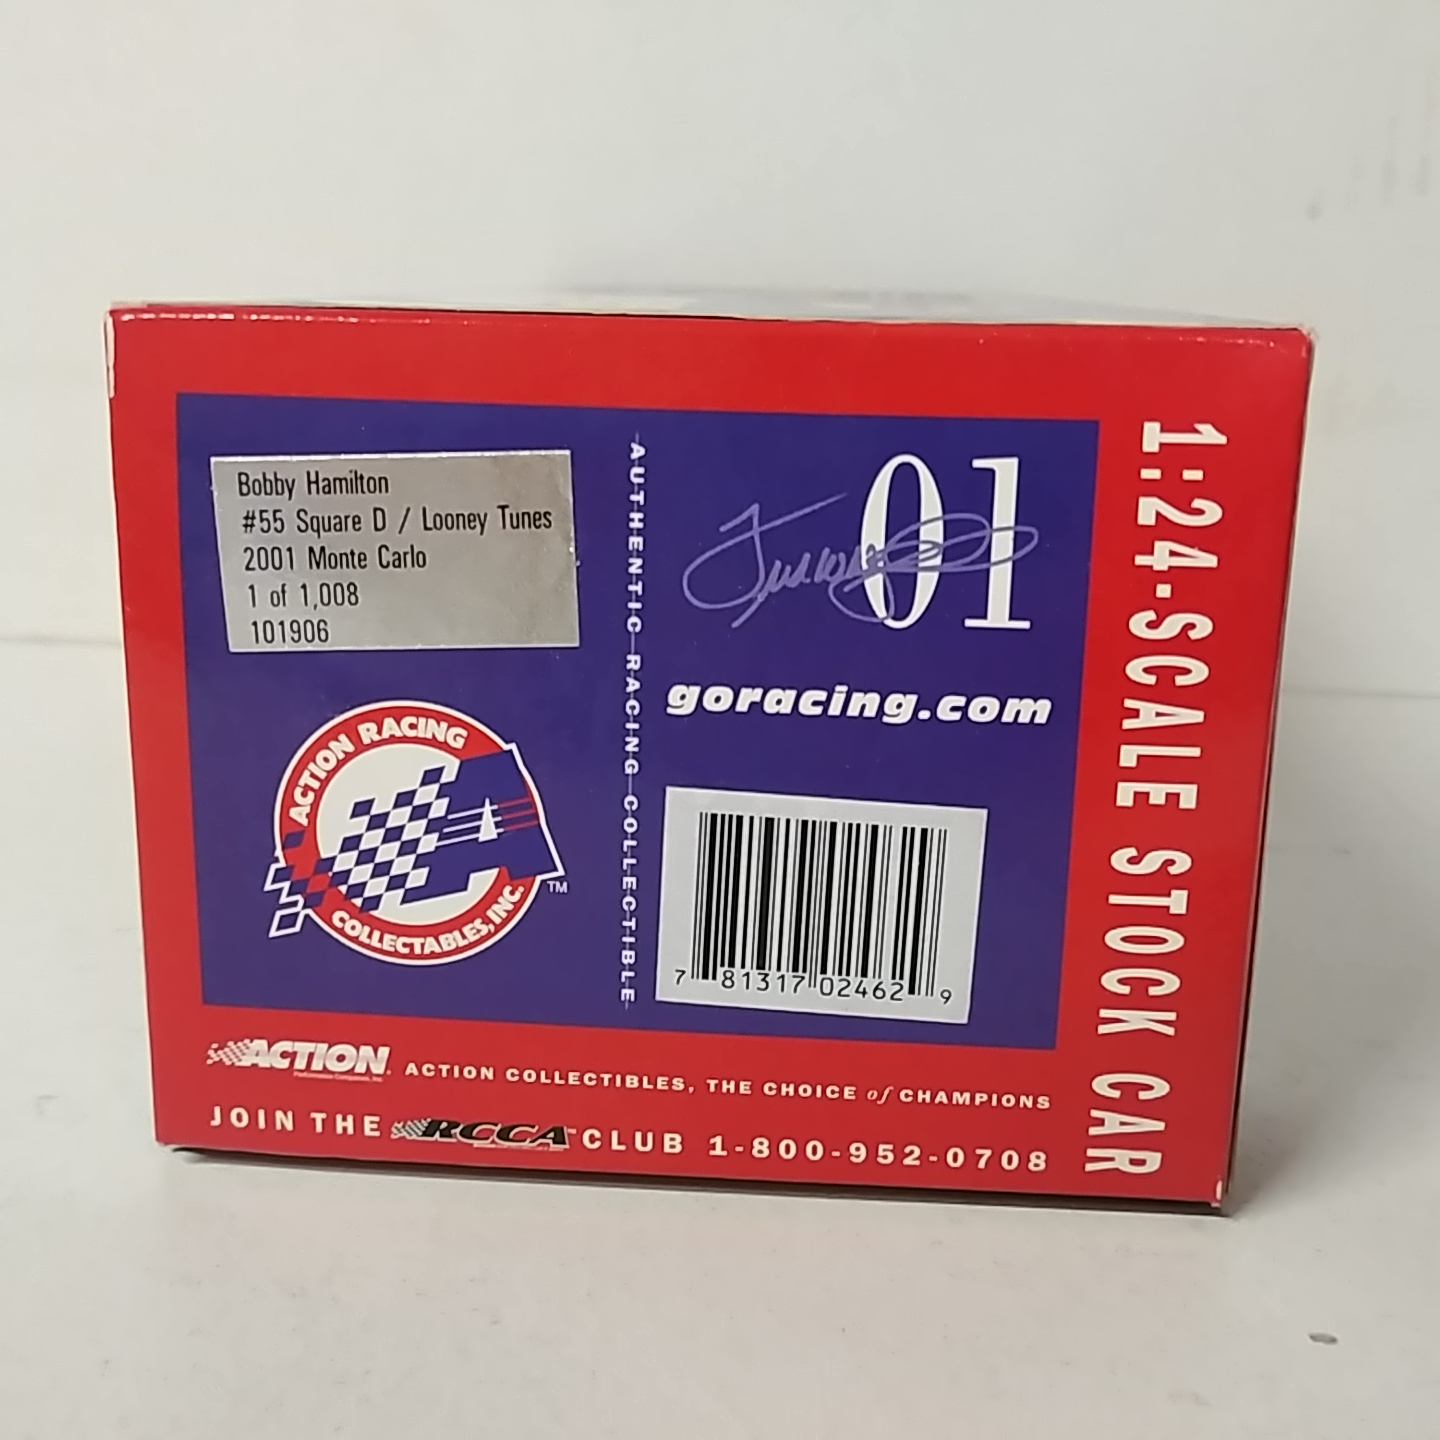 Bobby Hamilton
#55 Square D / Looney Tunes
2001 Monte Carlo
1 of 1,008
101906
AUTHENTIC RACING COLLECTIBLE
01
goracing.com
ACTION RACING
COLLECTABLES, INC.
TM
7 81317 02462 9
1:24-SCALE STOCK CAR
ACTION ACTION COLLECTIBLES, THE CHOICE of CHAMPIONS
JOIN THE RCCA CLUB 1-800-952-0708